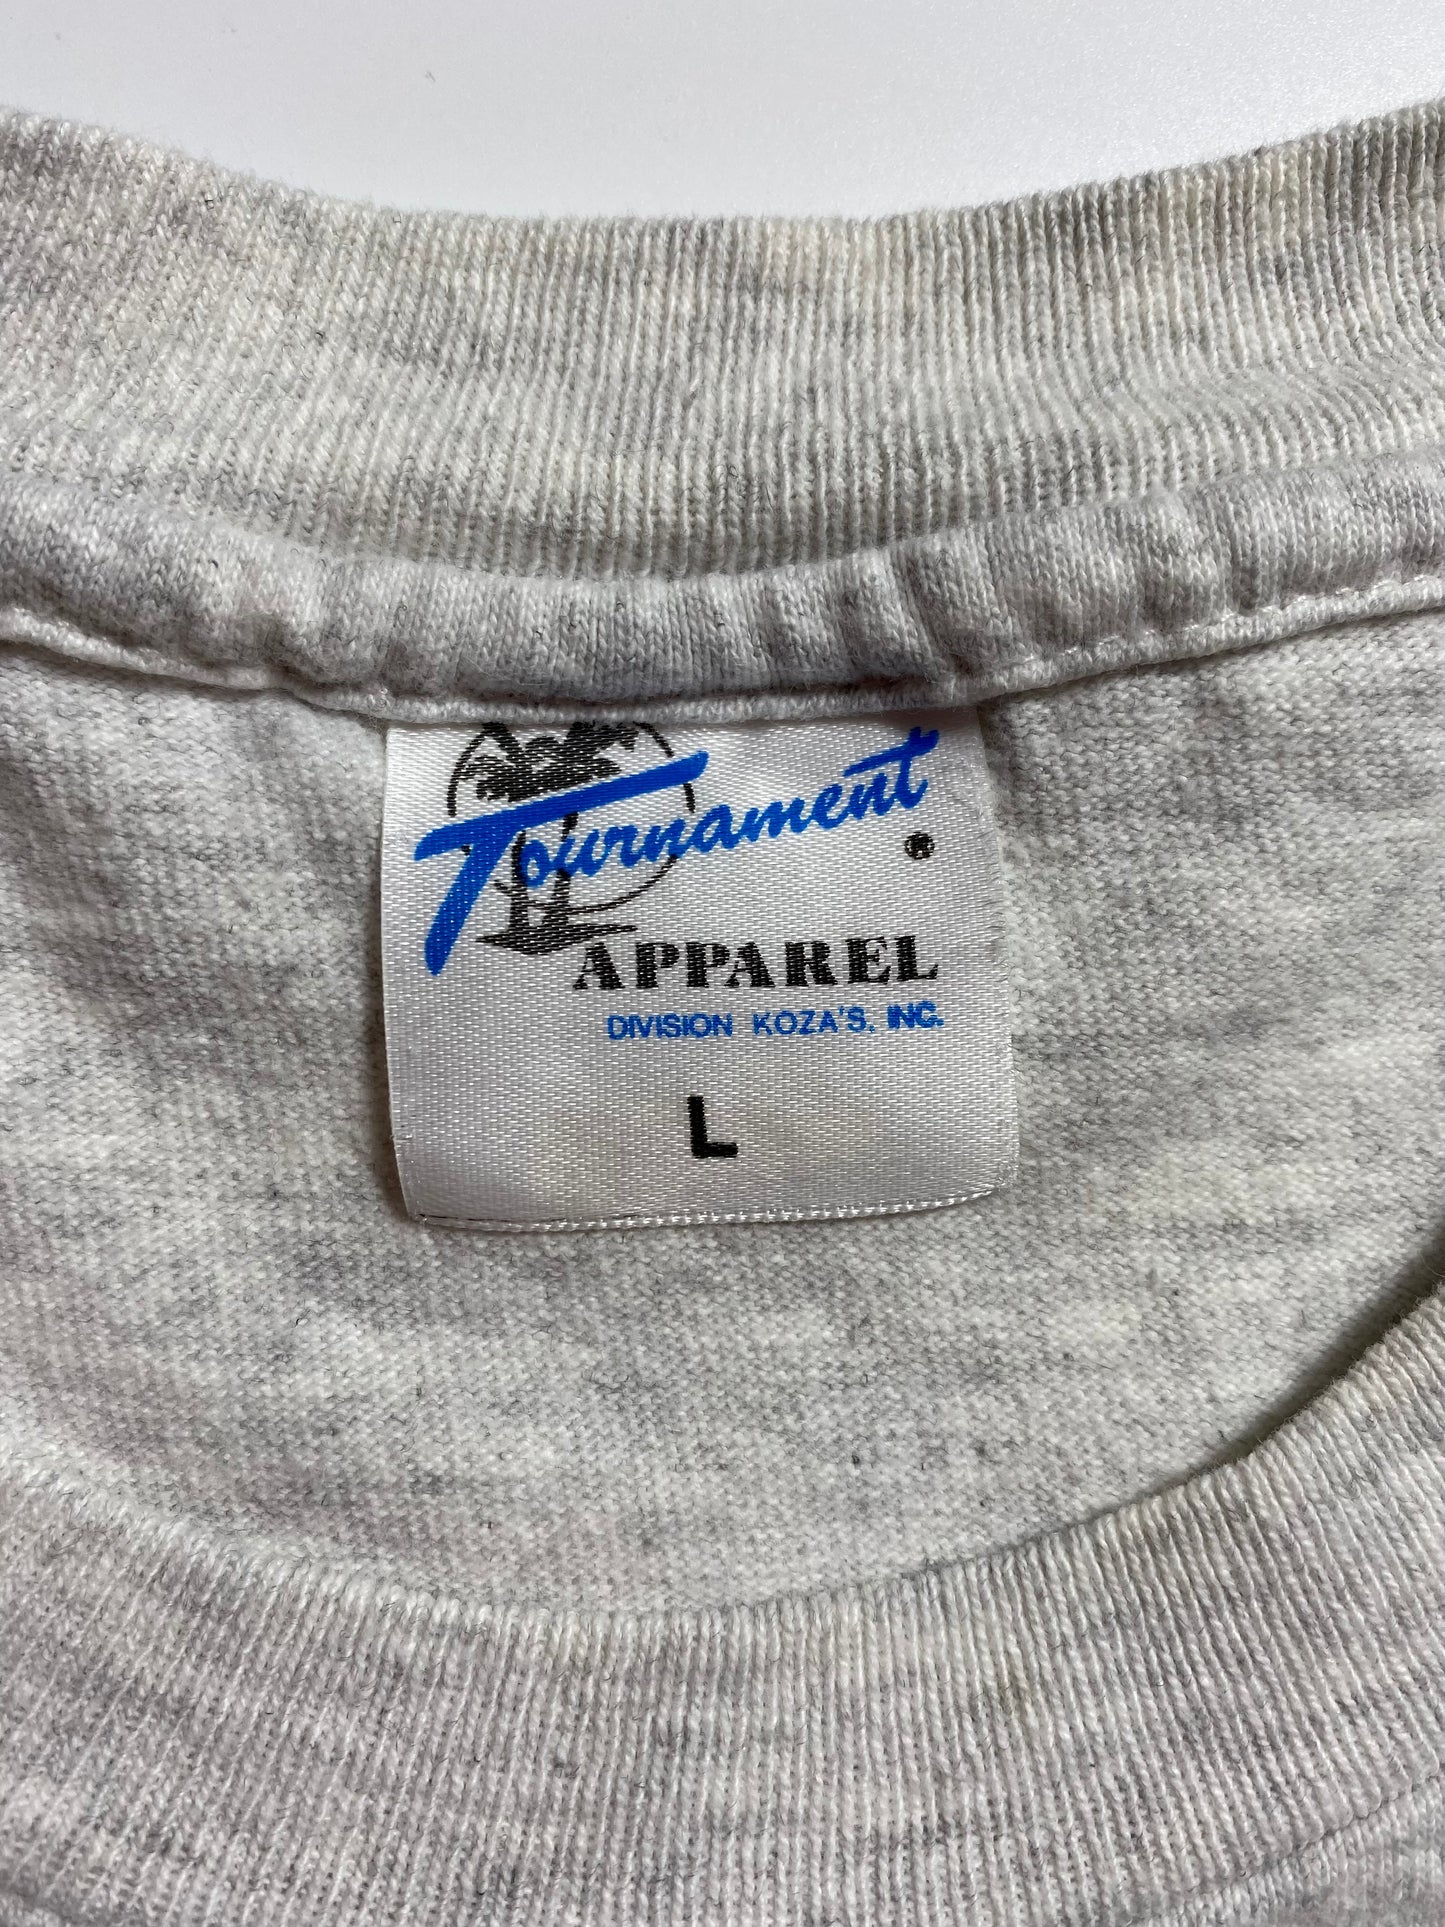 Tournament ®
APPAREL
DIVISION KOZA'S, INC.
L